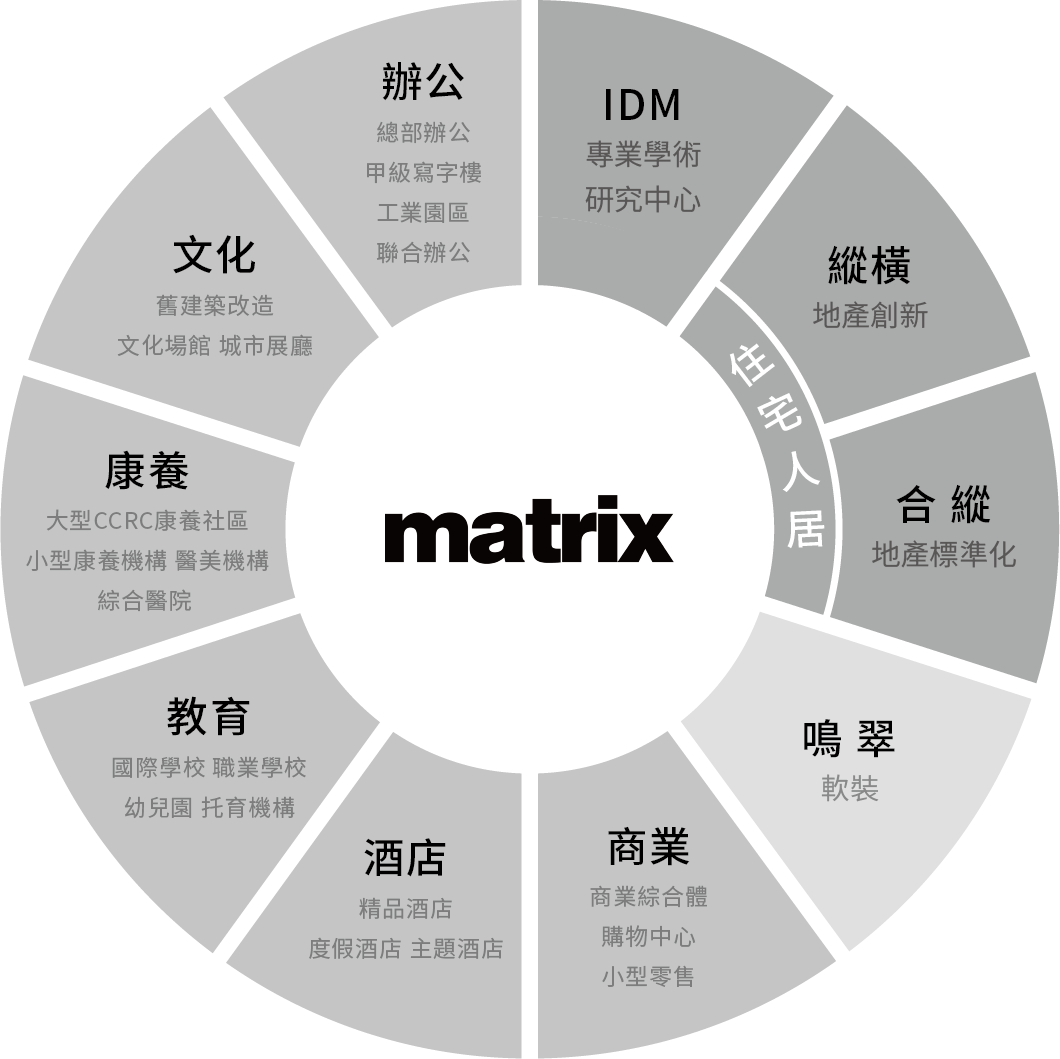 IDM
專業學術
研究中心
縱橫
地產創新
合 縱
地產標準化
住宅人居
鳴 翠
軟裝
商業
商業綜合體
購物中心
小型零售
酒店
精品酒店
度假酒店 主題酒店
教育
國際學校 職業學校
幼兒園 托育機構
康養
大型CCRC康養社區
小型康養機構 醫美機構
綜合醫院
文化
舊建築改造
文化場館 城市展廳
辦公
總部辦公
甲級寫字樓
工業園區
聯合辦公
matrix